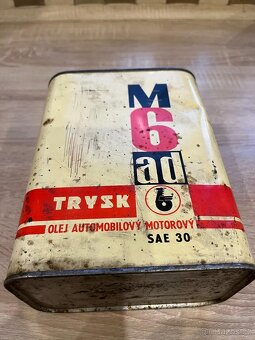 M
6
ad
TRYSK
OLEJ AUTOMOBILOVÝ MOTOROVÝ
SAE 30